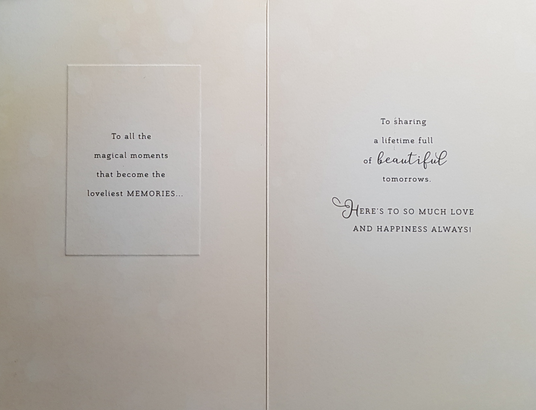 To all the
magical moments
that become the
loveliest MEMORIES...
To sharing
a lifetime full
of beautiful
tomorrows.
HERE'S TO SO MUCH LOVE
AND HAPPINESS ALWAYS!